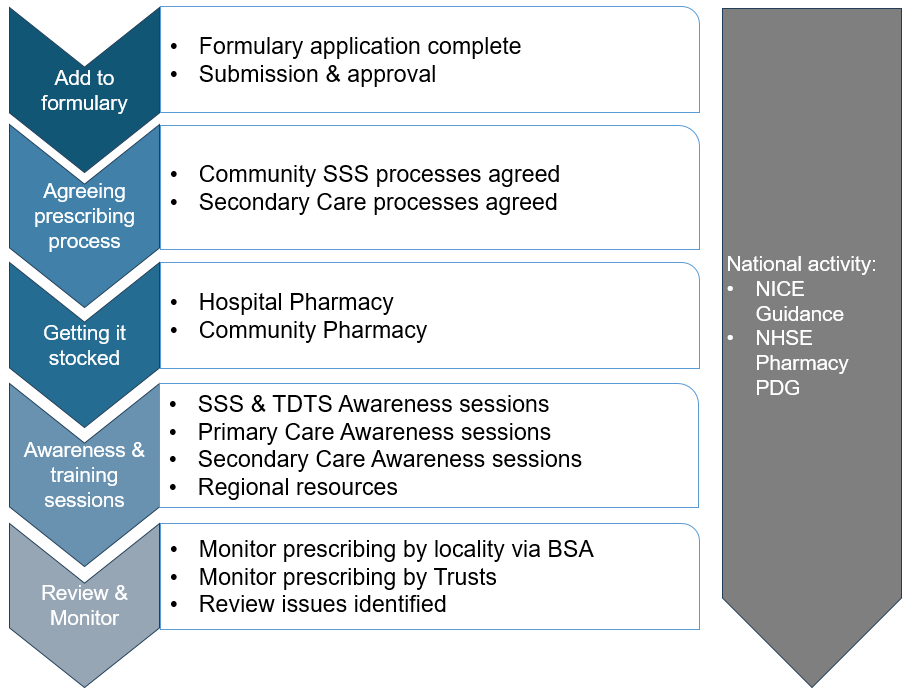 Add to
formulary
• Formulary application complete
• Submission & approval
Agreeing
prescribing
process
• Community SSS processes agreed
• Secondary Care processes agreed
Getting it
stocked
• Hospital Pharmacy
• Community Pharmacy
Awareness &
training
sessions
• SSS & TDTS Awareness sessions
• Primary Care Awareness sessions
• Secondary Care Awareness sessions
• Regional resources
Review &
Monitor
• Monitor prescribing by locality via BSA
• Monitor prescribing by Trusts
• Review issues identified
National activity:
• NICE
Guidance
• NHSE
Pharmacy
PDG